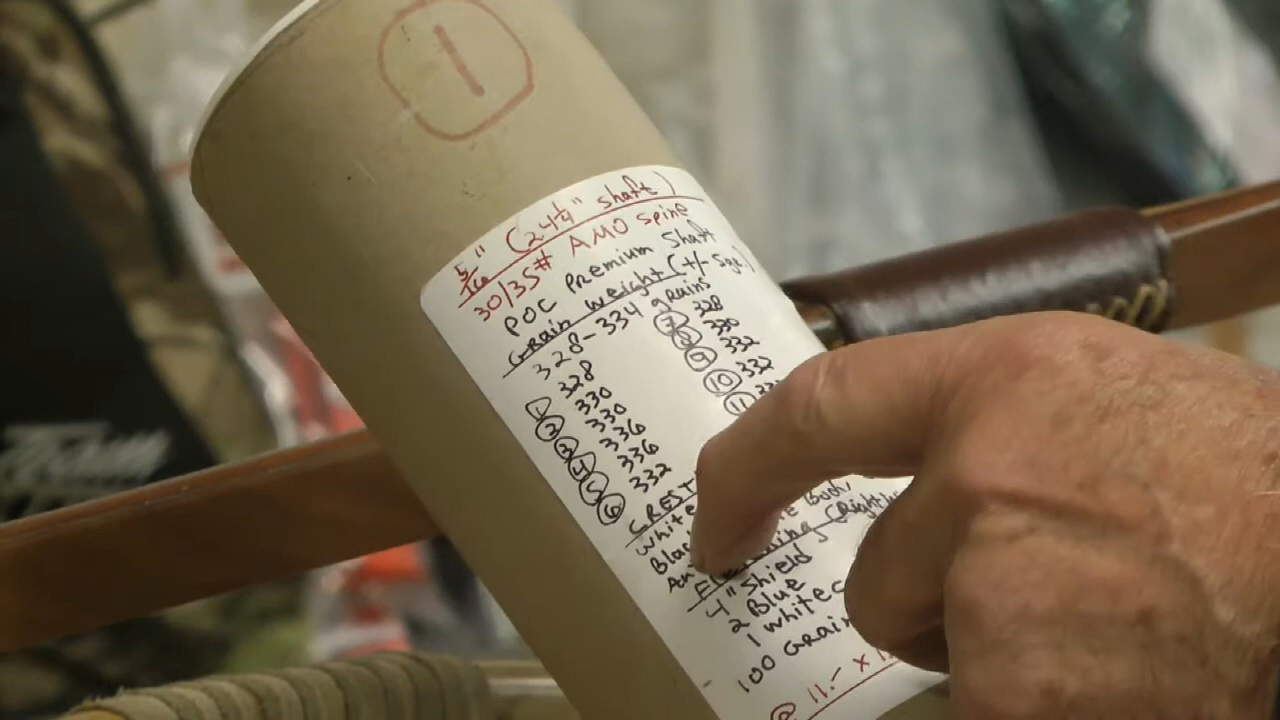 1
5/16" (24 1/4" shaft)
30/35# AMO spine
POC Premium Shaft
Grain weight (+/- 5gr.)
328-334 grains
① 328
② 330
③ 330
④ 336
⑤ 336
⑥ 332
⑦ 328
⑧ 330
⑨ 332
⑩ 332
⑪
CREST
white
4" Shield
2 Blue
1 white
100 Grain
@ 11.- x